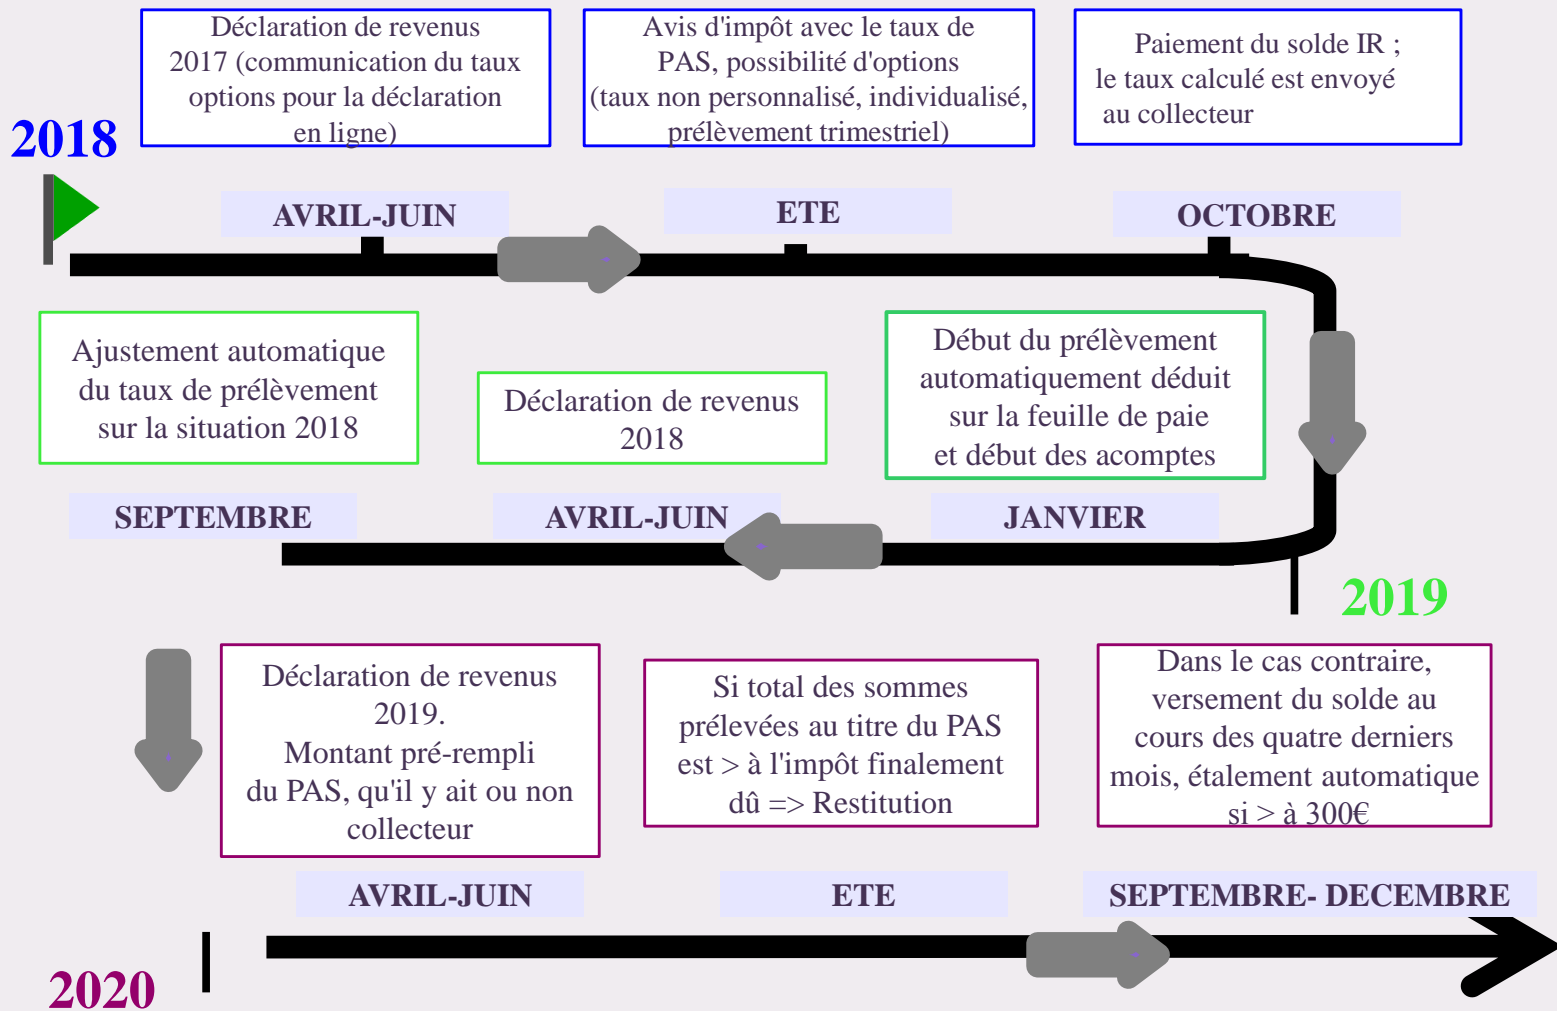 Déclaration de revenus
2017 (communication du taux
options pour la déclaration
en ligne)
Avis d'impôt avec le taux de
PAS, possibilité d'options
(taux non personnalisé, individualisé,
prélèvement trimestriel)
Paiement du solde IR ;
le taux calculé est envoyé
au collecteur
2018
AVRIL-JUIN
ETE
OCTOBRE
Ajustement automatique
du taux de prélèvement
sur la situation 2018
Déclaration de revenus
2018
Début du prélèvement
automatiquement déduit
sur la feuille de paie
et début des acomptes
SEPTEMBRE
AVRIL-JUIN
JANVIER
2019
Déclaration de revenus
2019.
Montant pré-rempli
du PAS, qu'il y ait ou non
collecteur
Si total des sommes
prélevées au titre du PAS
est > à l'impôt finalement
dû => Restitution
Dans le cas contraire,
versement du solde au
cours des quatre derniers
mois, étalement automatique
si > à 300€
AVRIL-JUIN
ETE
SEPTEMBRE- DECEMBRE
2020